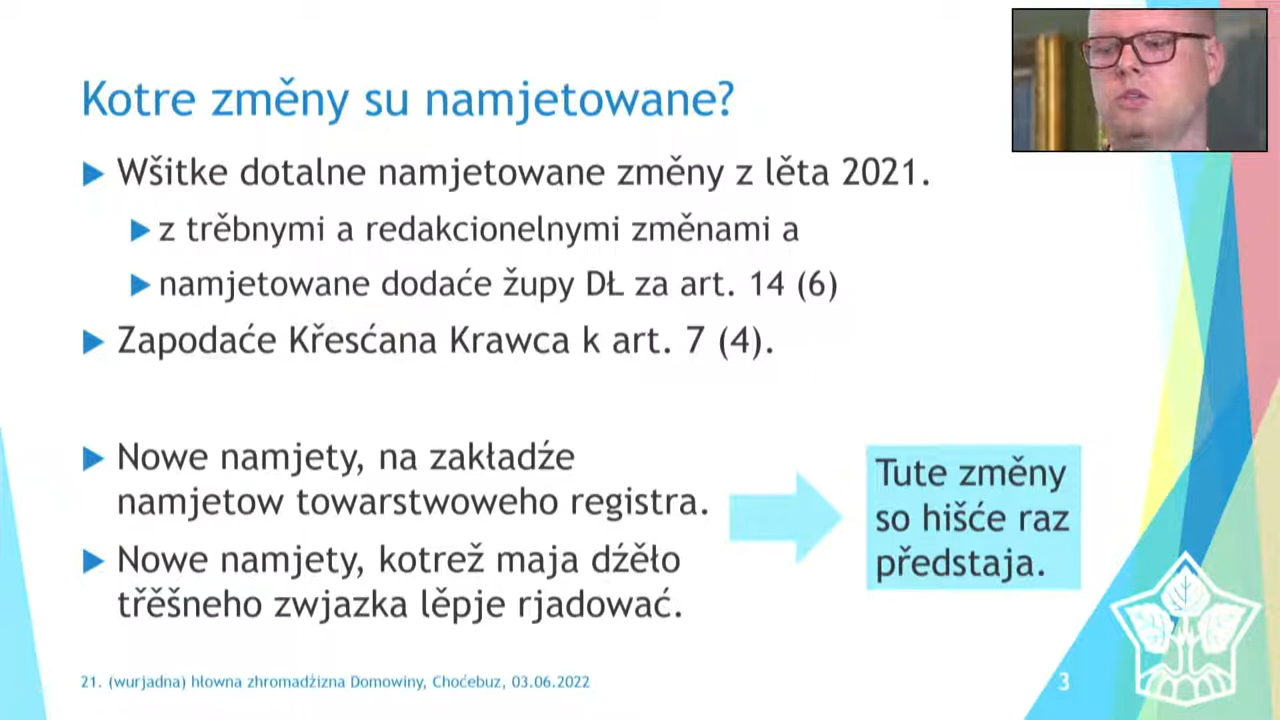 Kotre změny su namjetowane?
Wšitke dotalne namjetowane změny z lěta 2021.
z trěbnymi a redakcionelnymi změnami a
namjetowane dodaće župy DŁ za art. 14 (6)
Zapodaće Křesćana Krawca k art. 7 (4).
Nowe namjety, na zakładźe
namjetow towarstwoweho registra.
Nowe namjety, kotrež maja dźěło
třěšneho zwjazka lěpje rjadować.
Tute změny
so hišće raz
předstaja.
21. (wurjadna) hłowna zhromadźizna Domowiny, Choćebuz, 03.06.2022
3